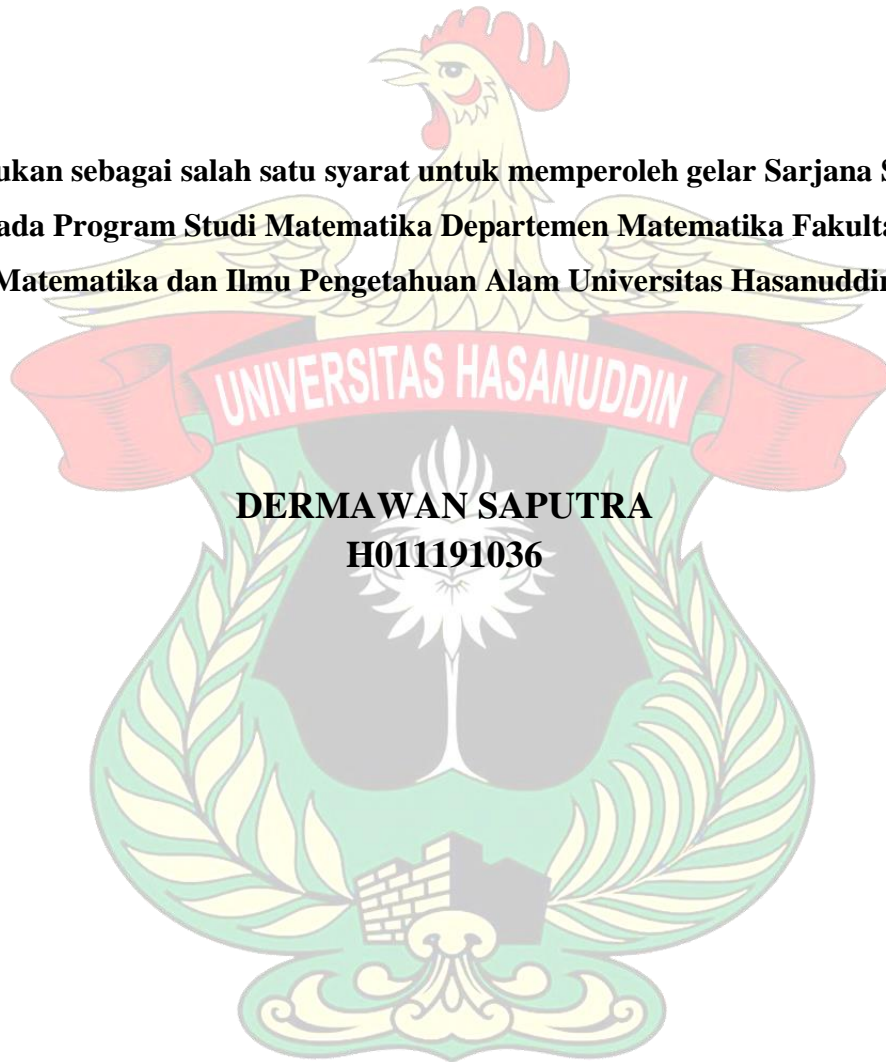 ukan sebagai salah satu syarat untuk memperoleh gelar Sarjana S
ada Program Studi Matematika Departemen Matematika Fakulta
Matematika dan Ilmu Pengetahuan Alam Universitas Hasanuddin
UNIVERSITAS HASANUDDIN
DERMAWAN SAPUTRA
H011191036